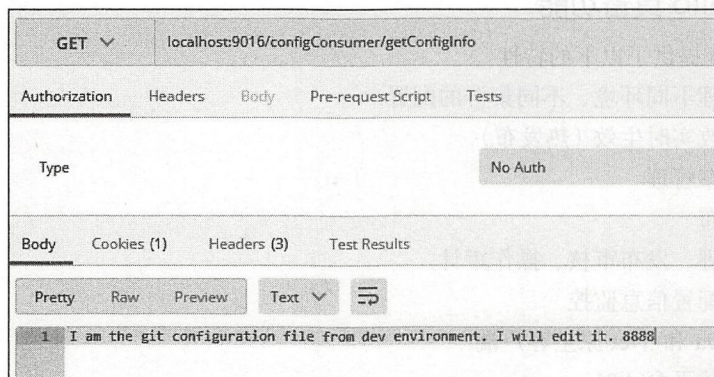 GET
localhost:9016/configConsumer/getConfigInfo
Authorization Headers Body Pre-request Script Tests
Type
No Auth
Body Cookies (1) Headers (3) Test Results
Pretty Raw Preview Text
1 I am the git configuration file from dev environment. I will edit it. 8888